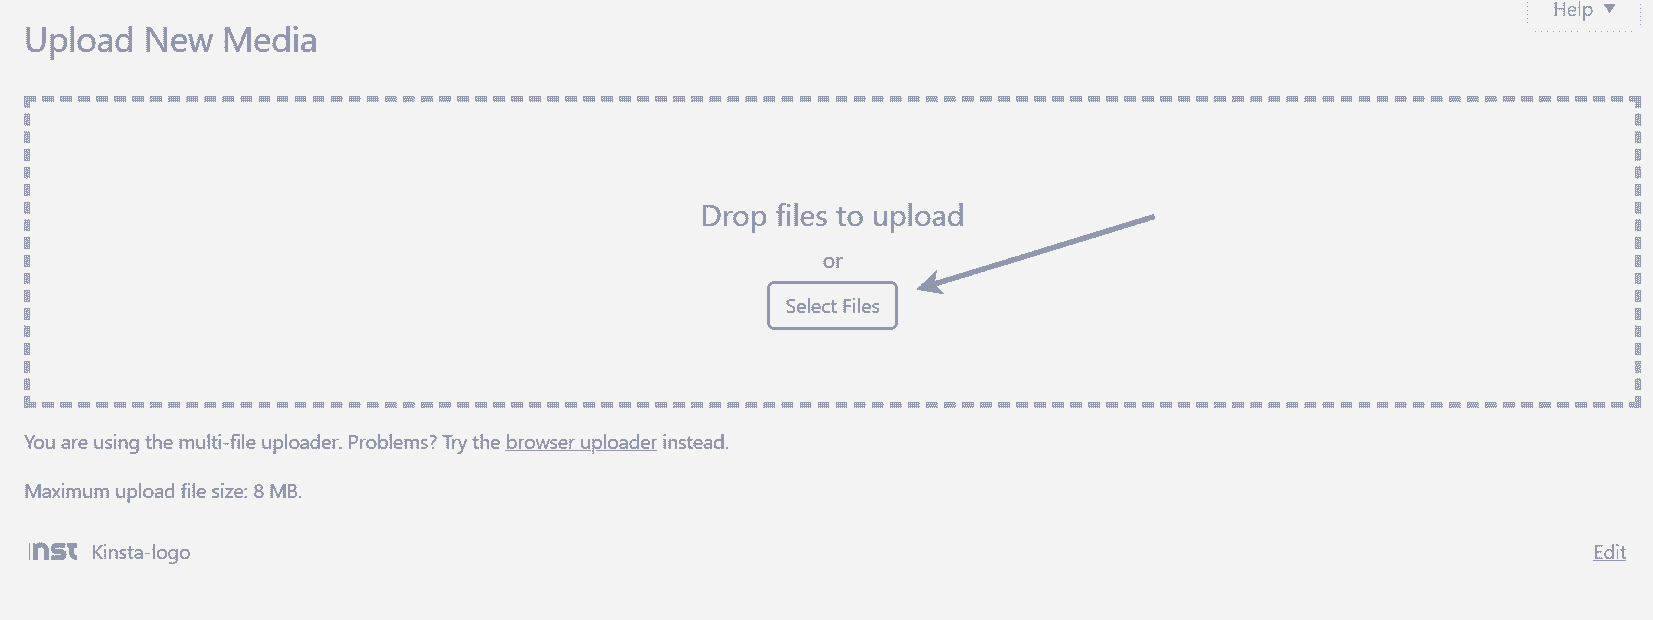 Help
Upload New Media
Drop files to upload
or
Select Files
You are using the multi-file uploader. Problems? Try the browser uploader instead.
Maximum upload file size: 8 MB.
nst Kinsta-logo
Edit